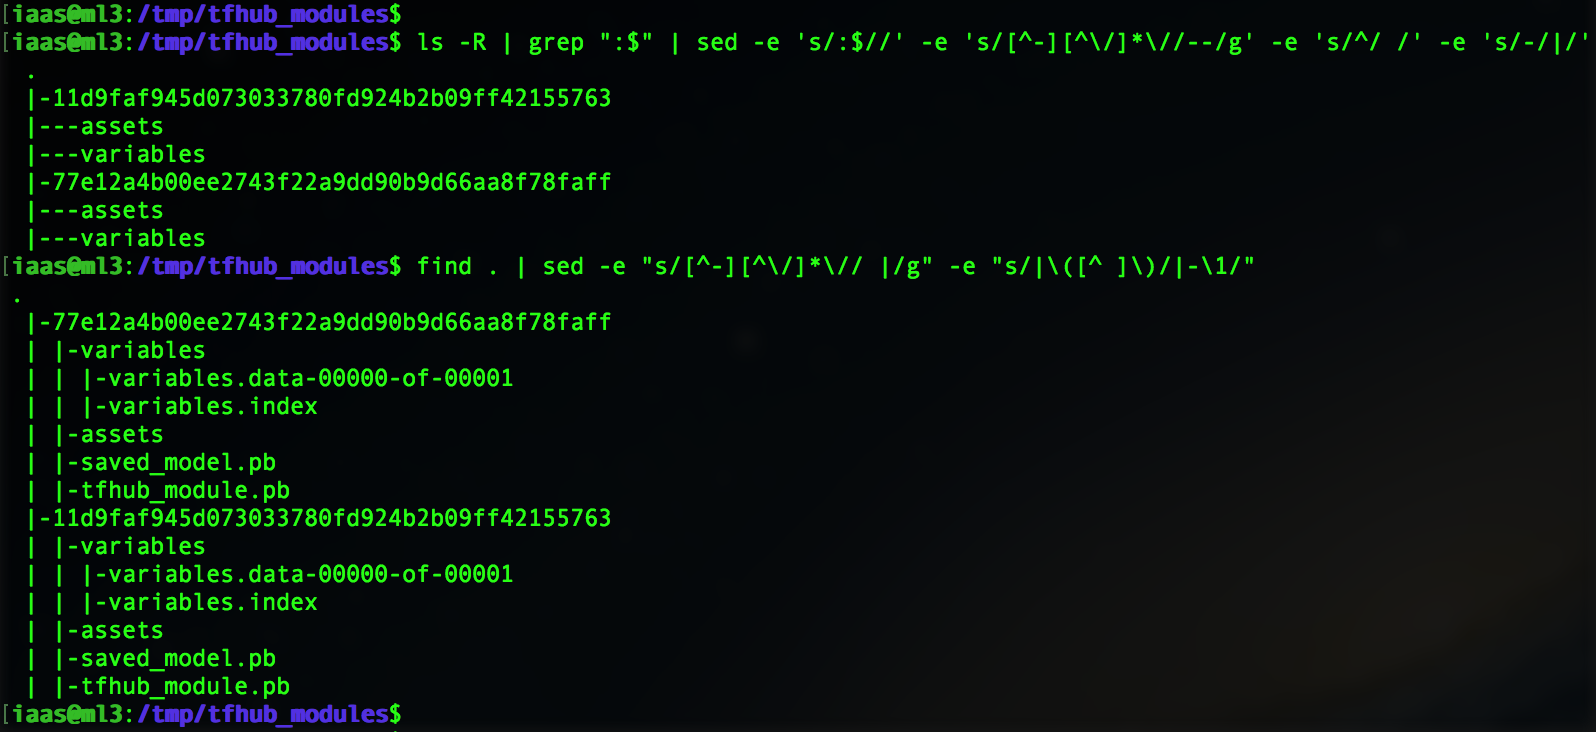 [iaas@ml3:/tmp/tfhub_modules$
[iaas@ml3:/tmp/tfhub_modules$ ls -R | grep ":$" | sed -e 's/:$//' -e 's/[^-][^\/]*\//--/g' -e 's/^/ /' -e 's/-/|/'
.
|-11d9faf945d073033780fd924b2b09ff42155763
|---assets
|---variables
|-77e12a4b00ee2743f22a9dd90b9d66aa8f78faff
|---assets
|---variables
[iaas@ml3:/tmp/tfhub_modules$ find . | sed -e "s/[^-][^\/]*\// |/g" -e "s/|\([^ ]\)/|-\1/"
.
|-77e12a4b00ee2743f22a9dd90b9d66aa8f78faff
| |-variables
| | |-variables.data-00000-of-00001
| | |-variables.index
| |-assets
| |-saved_model.pb
| |-tfhub_module.pb
|-11d9faf945d073033780fd924b2b09ff42155763
| |-variables
| | |-variables.data-00000-of-00001
| | |-variables.index
| |-assets
| |-saved_model.pb
| |-tfhub_module.pb
[iaas@ml3:/tmp/tfhub_modules$